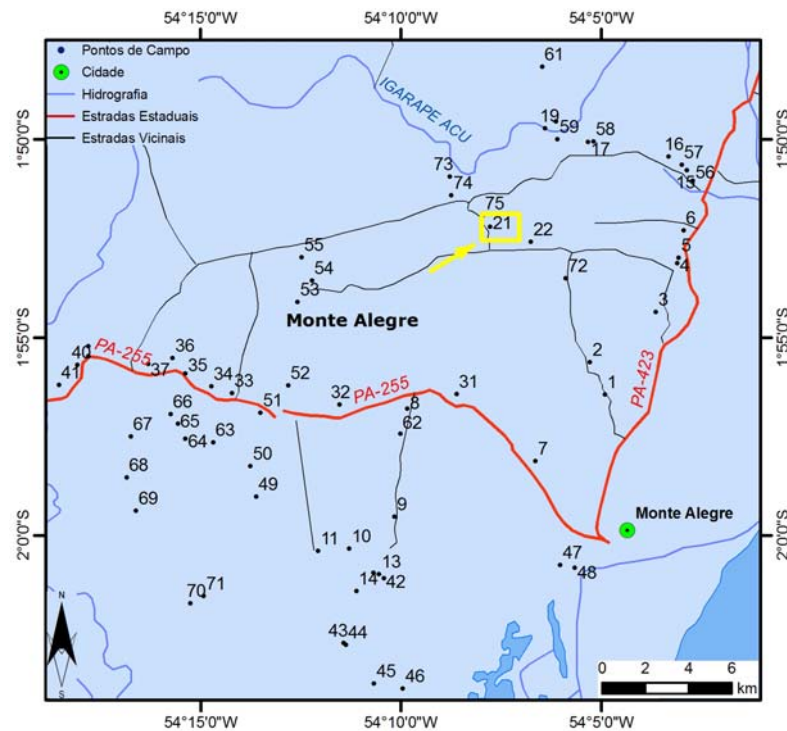 54°15'0"W 54°10'0"W 54°5'0"W
Pontos de Campo
Cidade
Hidrografia
Estradas Estaduais
Estradas Vicinais
IGARAPE ACU
61
1°50'0"S 1°50'0"S
19 59 58 17
16 57 56 15
73
74
75
21
22
6
5
4
55
54
53
72
3
Monte Alegre
1°55'0"S 1°55'0"S
PA-255
40
41
37
36
35
34
33
52
51
32
PA-255
8
31
2
1
PA-423
66
65
64
63
67
62
7
68
50
49
69
9
Monte Alegre
2°0'0"S 2°0'0"S
11
10
13
14
42
47
48
70
71
43
44
45
46
N
S
0 2 4 6
km
54°15'0"W 54°10'0"W 54°5'0"W